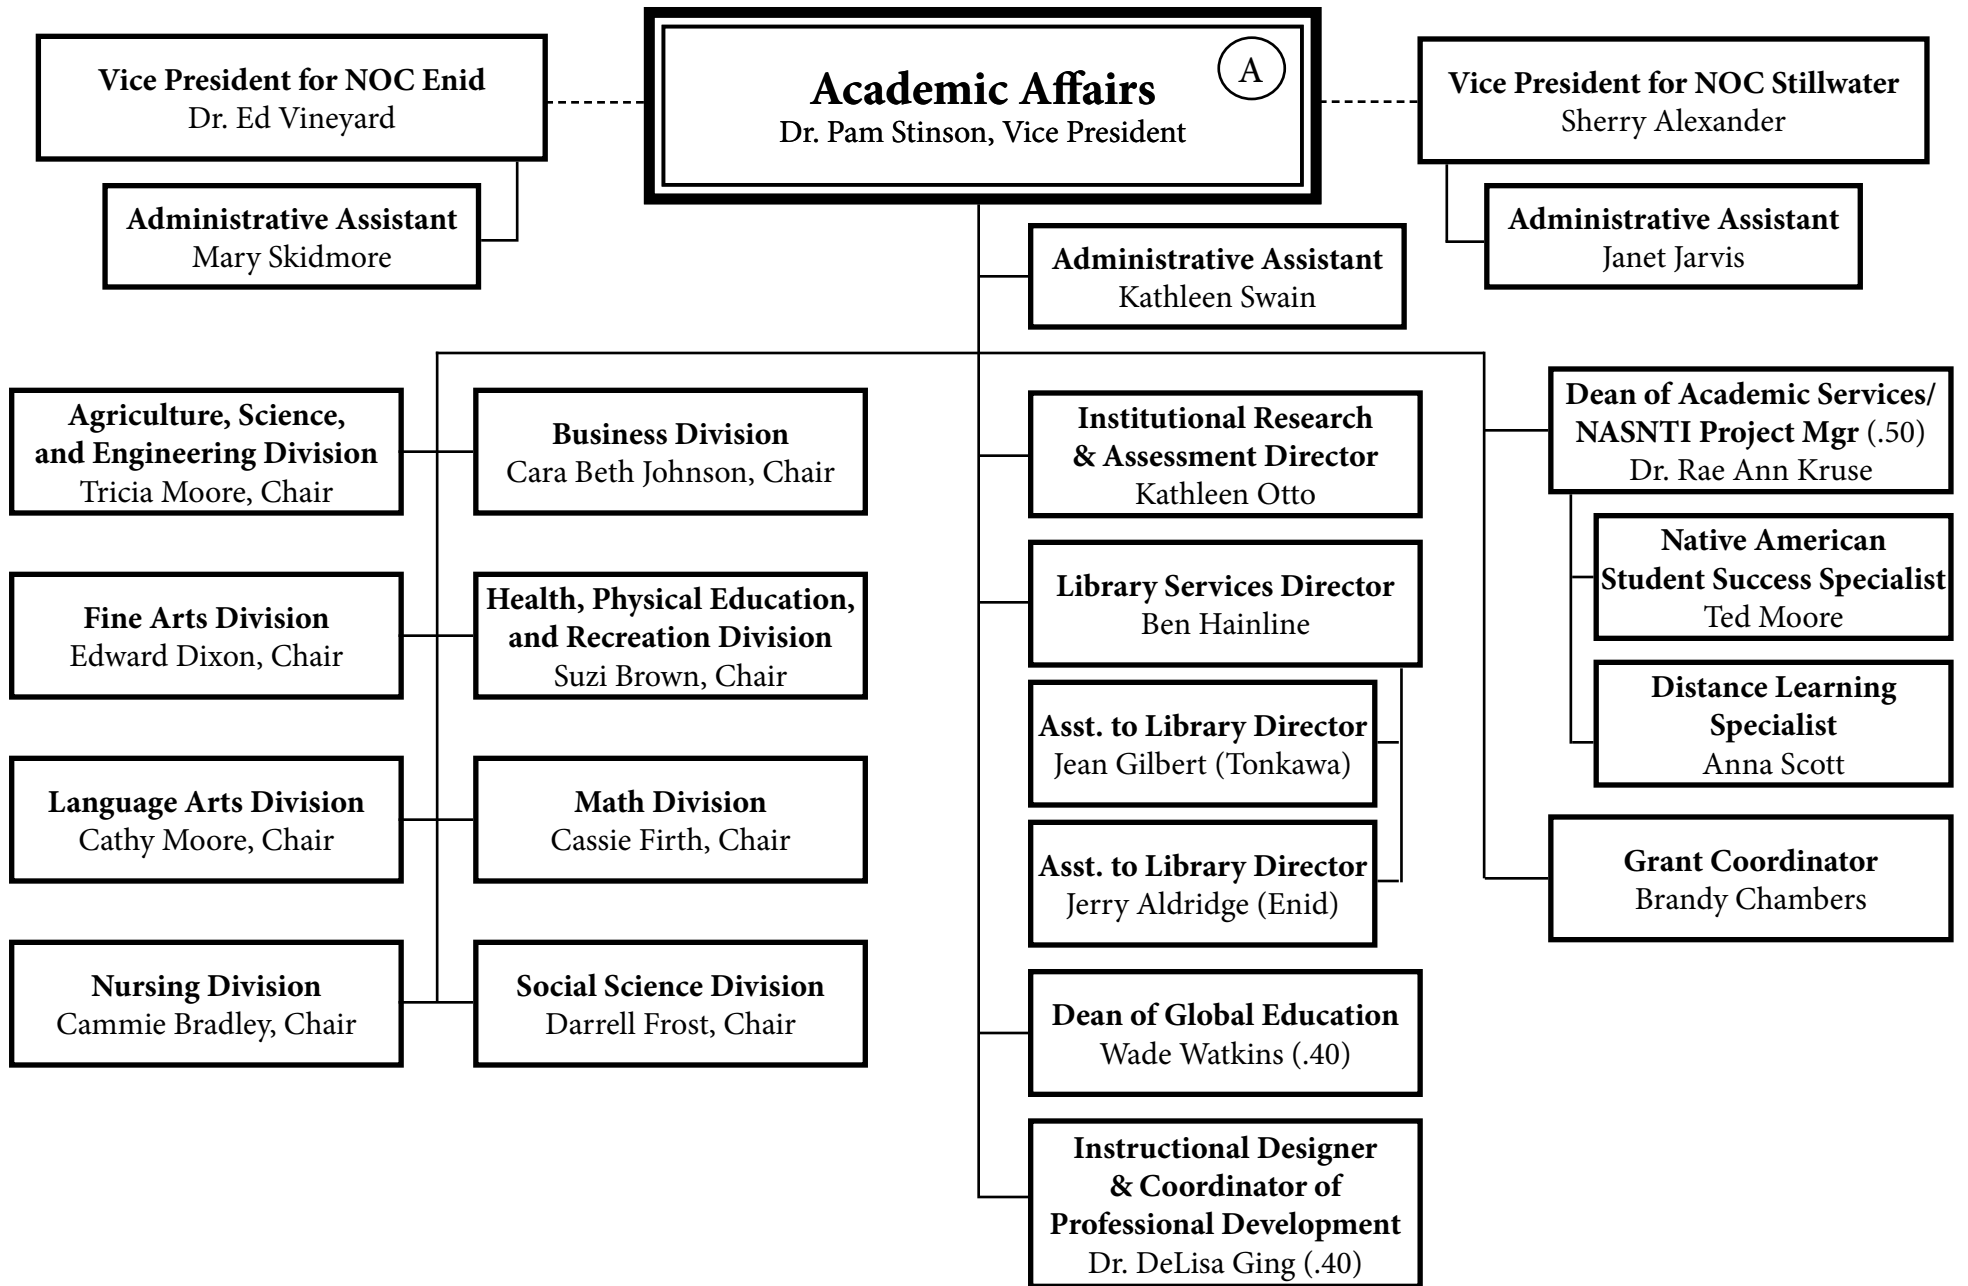 Vice President for NOC Enid
Dr. Ed Vineyard
Administrative Assistant
Mary Skidmore
A
Academic Affairs
Dr. Pam Stinson, Vice President
Vice President for NOC Stillwater
Sherry Alexander
Administrative Assistant
Janet Jarvis
Administrative Assistant
Kathleen Swain
Agriculture, Science,
and Engineering Division
Tricia Moore, Chair
Business Division
Cara Beth Johnson, Chair
Fine Arts Division
Edward Dixon, Chair
Health, Physical Education,
and Recreation Division
Suzi Brown, Chair
Language Arts Division
Cathy Moore, Chair
Math Division
Cassie Firth, Chair
Nursing Division
Cammie Bradley, Chair
Social Science Division
Darrell Frost, Chair
Institutional Research
& Assessment Director
Kathleen Otto
Library Services Director
Ben Hainline
Asst. to Library Director
Jean Gilbert (Tonkawa)
Asst. to Library Director
Jerry Aldridge (Enid)
Dean of Global Education
Wade Watkins (.40)
Instructional Designer
& Coordinator of
Professional Development
Dr. DeLisa Ging (.40)
Dean of Academic Services/
NASNTI Project Mgr (.50)
Dr. Rae Ann Kruse
Native American
Student Success Specialist
Ted Moore
Distance Learning
Specialist
Anna Scott
Grant Coordinator
Brandy Chambers